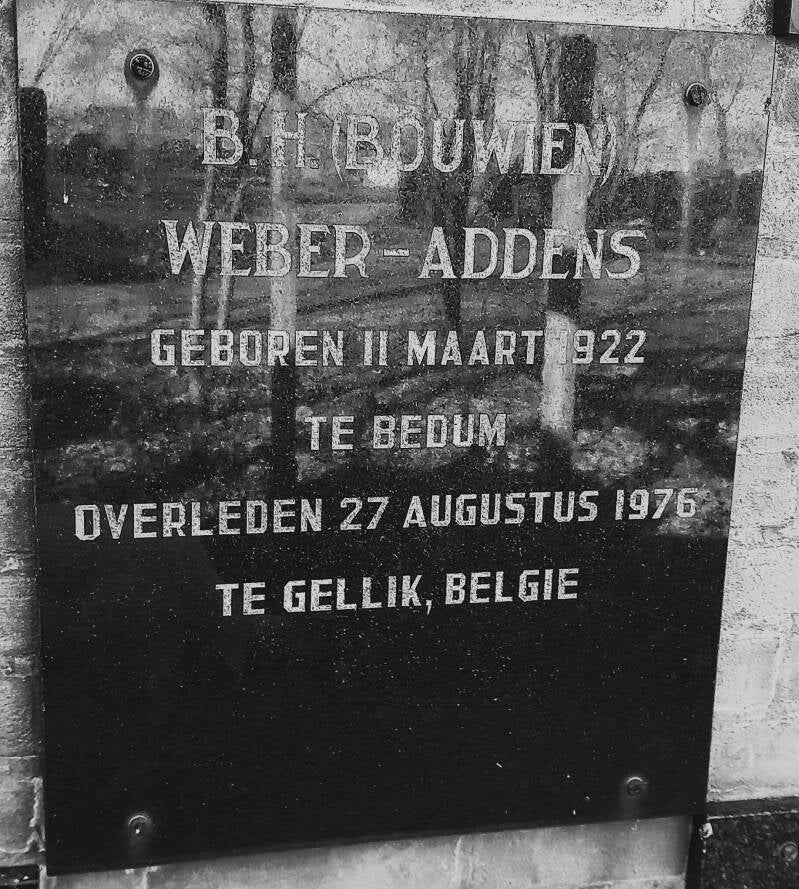 B.H. (BOUWIEN)
WEBER-ADDENS
GEBOREN 11 MAART 1922
TE BEDUM
OVERLEDEN 27 AUGUSTUS 1976
TE GELLIK, BELGIE